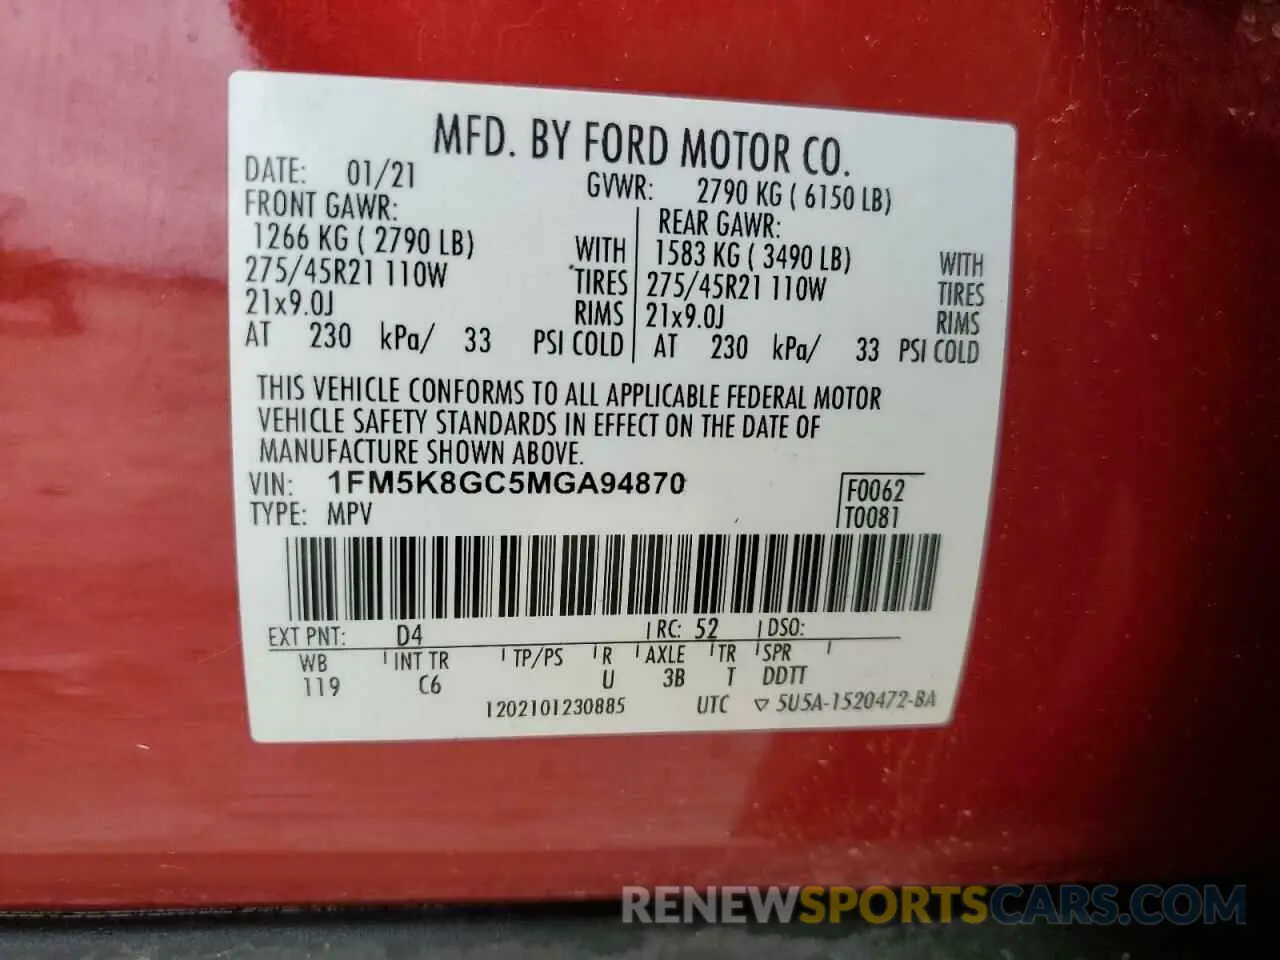 MFD. BY FORD MOTOR CO.
DATE: 01/21
GVWR: 2790 KG ( 6150 LB)
FRONT GAWR:
1266 KG ( 2790 LB) WITH
275/45R21 110W TIRES
21x9.0J RIMS
AT 230 kPa/ 33 PSI COLD
REAR GAWR:
1583 KG ( 3490 LB) WITH
275/45R21 110W TIRES
21x9.0J RIMS
AT 230 kPa/ 33 PSI COLD
THIS VEHICLE CONFORMS TO ALL APPLICABLE FEDERAL MOTOR
VEHICLE SAFETY STANDARDS IN EFFECT ON THE DATE OF
MANUFACTURE SHOWN ABOVE.
VIN: 1FM5K8GC5MGA94870
TYPE: MPV
F0062
T0081
EXT PNT: D4 RC: 52 DSO:
WB INT TR TP/PS R AXLE TR SPR
119 C6 U 3B T DDTT
1202101230885 UTC ▽ 5U5A-1520472-BA
RENEWSPORTSCARS.COM